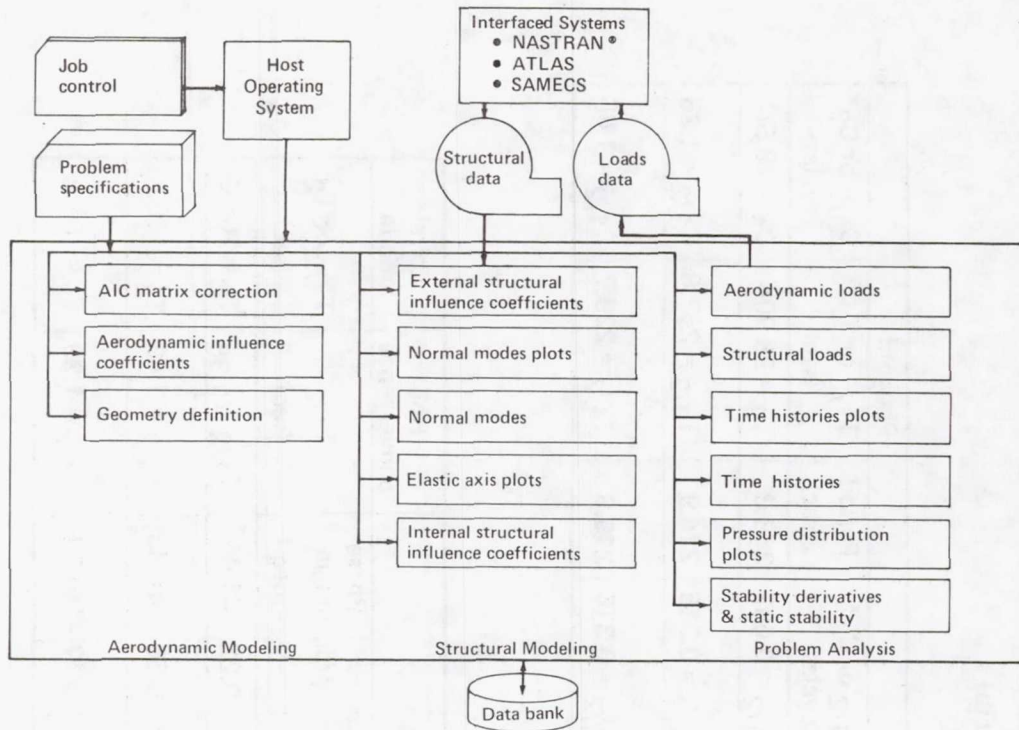 Job
control
Host
Operating
System
Interfaced Systems
• NASTRAN®
• ATLAS
• SAMECS
Problem
specifications
Structural
data
Loads
data
AIC matrix correction
Aerodynamic influence
coefficients
Geometry definition
Aerodynamic Modeling
External structural
influence coefficients
Normal modes plots
Normal modes
Elastic axis plots
Internal structural
influence coefficients
Structural Modeling
Aerodynamic loads
Structural loads
Time histories plots
Time histories
Pressure distribution
plots
Stability derivatives
& static stability
Problem Analysis
Data bank